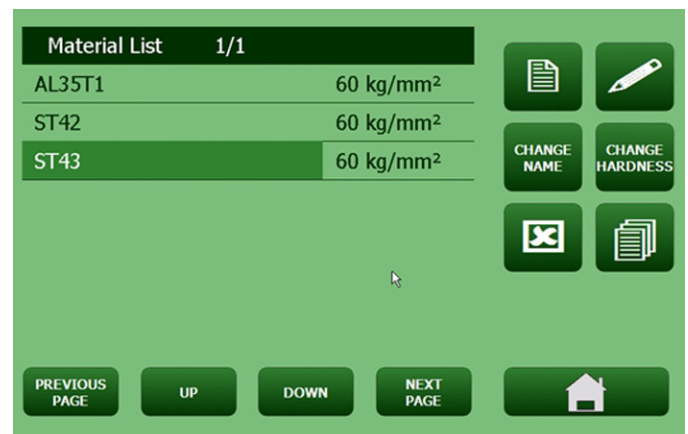 Material List 1/1
AL35T1 60 kg/mm²
ST42 60 kg/mm²
ST43 60 kg/mm²
CHANGE NAME
CHANGE HARDNESS
PREVIOUS PAGE
UP
DOWN
NEXT PAGE